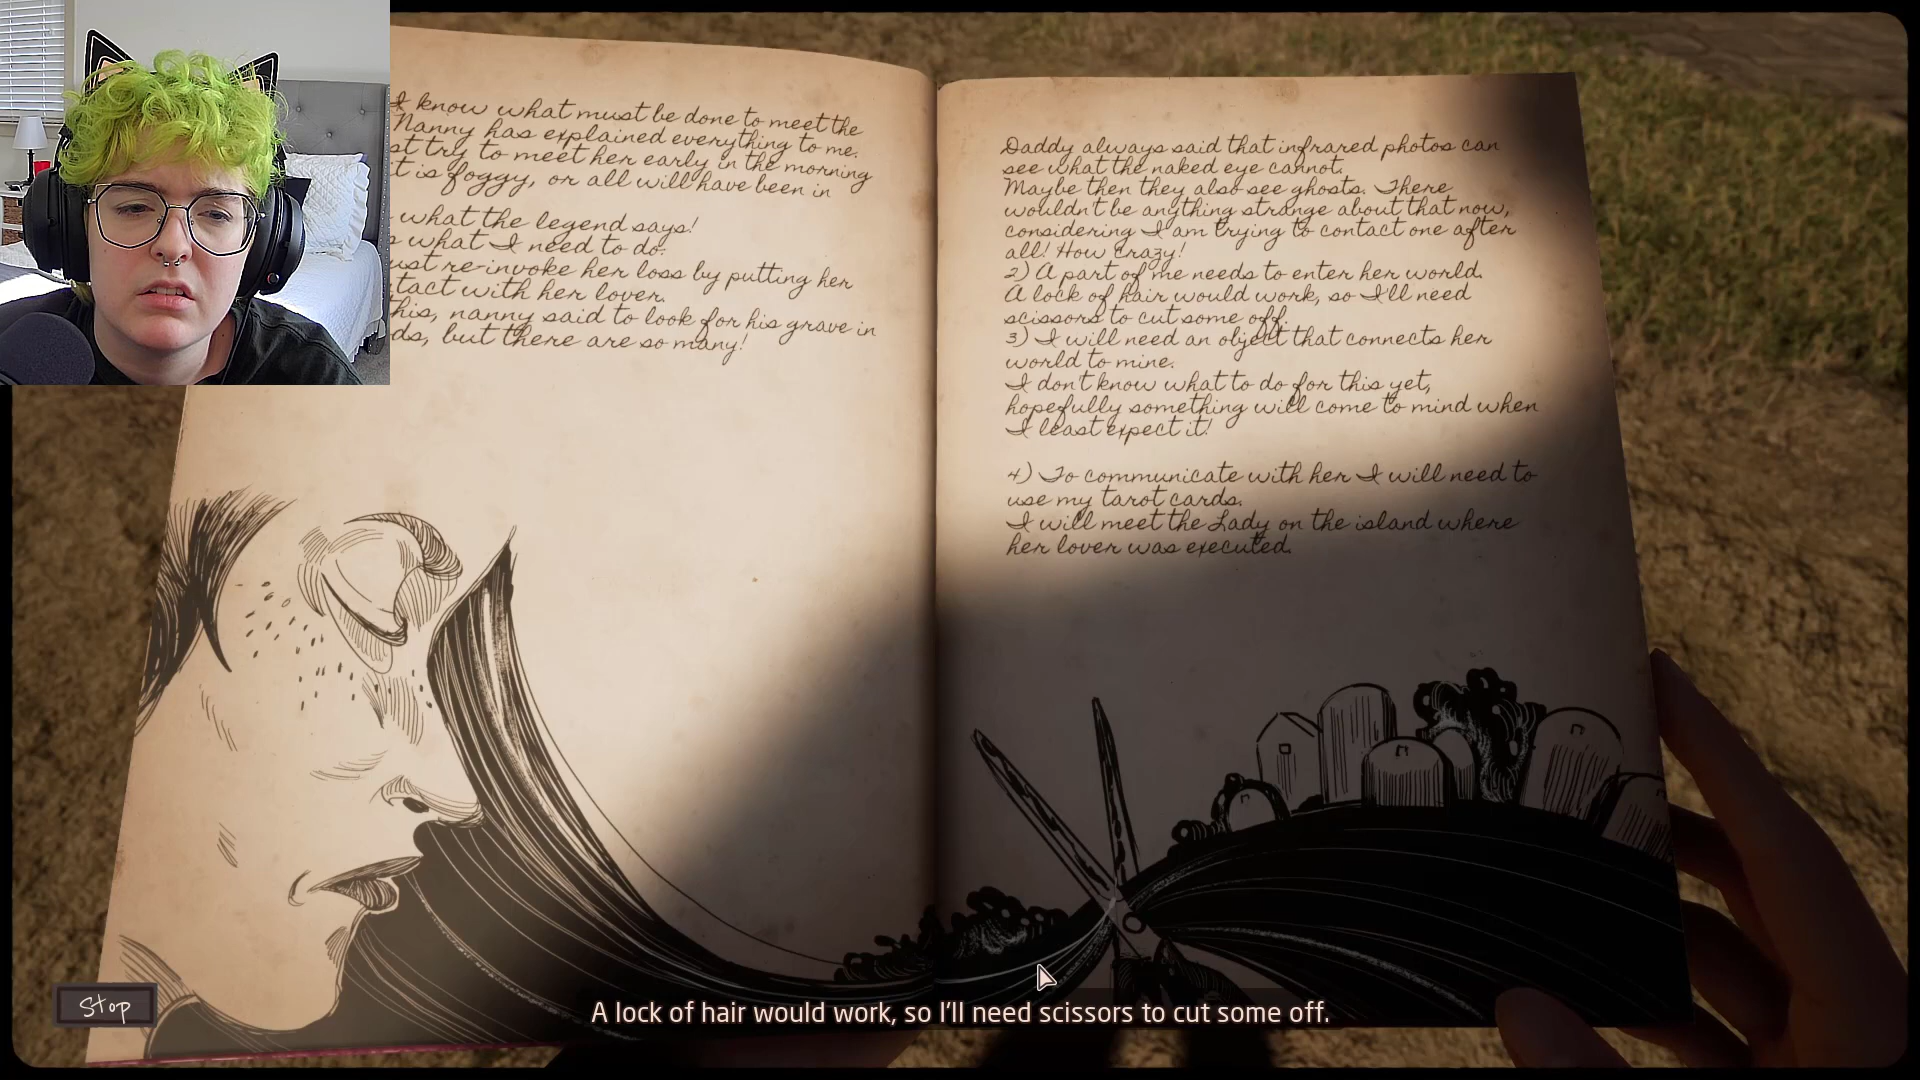 I know what must be done to meet the
Nanny has explained everything to me.
st try to meet her early in the morning
t is foggy, or all will have been in
what the legend says!
s what I need to do:
ust re-invoke her loss by putting her
tact with her lover.
his, nanny said to look for his grave in
ds, but there are so many!
Daddy always said that infrared photos can
see what the naked eye cannot.
Maybe then they also see ghosts. There
wouldn't be anything strange about that now,
considering I am trying to contact one after
all! How crazy!
2) A part of me needs to enter her world.
A lock of hair would work, so I'll need
scissors to cut some off.
3) I will need an object that connects her
world to mine.
I don't know what to do for this yet,
hopefully something will come to mind when
I least expect it!
4) To communicate with her I will need to
use my tarot cards.
I will meet the Lady on the island where
her lover was executed.
Stop
A lock of hair would work, so I'll need scissors to cut some off.